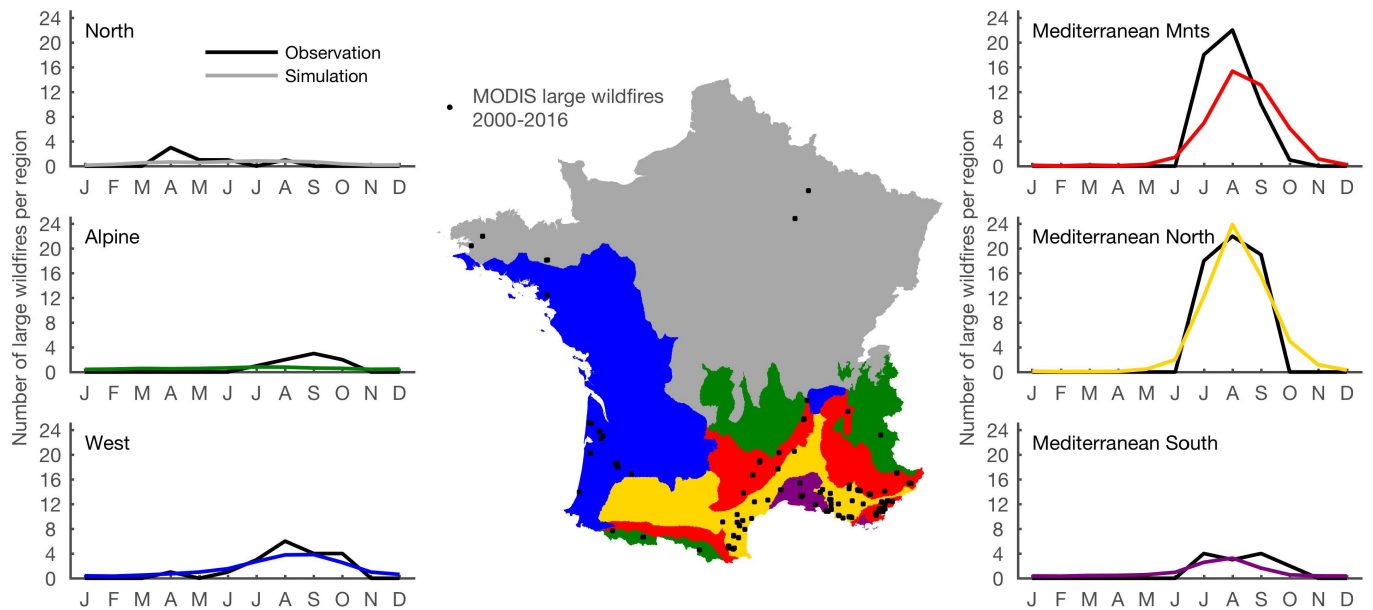 Number of large wildfires per region
24
20
16
12
8
4
0
North
Observation
Simulation
J F M A M J J A S O N D
24
20
16
12
8
4
0
Alpine
J F M A M J J A S O N D
24
20
16
12
8
4
0
West
J F M A M J J A S O N D
MODIS large wildfires
2000-2016
Number of large wildfires per region
24
20
16
12
8
4
0
Mediterranean Mnts
J F M A M J J A S O N D
24
20
16
12
8
4
0
Mediterranean North
J F M A M J J A S O N D
24
20
16
12
8
4
0
Mediterranean South
J F M A M J J A S O N D